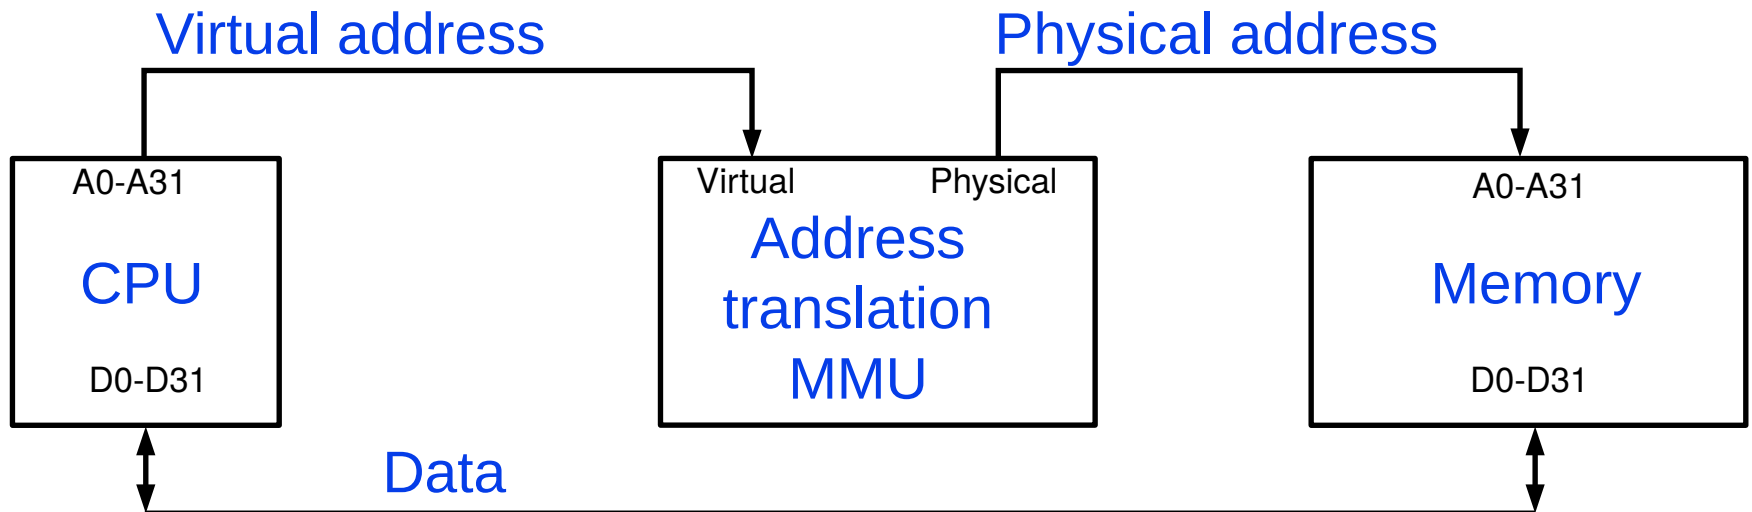 Virtual address
Physical address
A0-A31
CPU
D0-D31
Virtual
Physical
Address
translation
MMU
A0-A31
Memory
D0-D31
Data